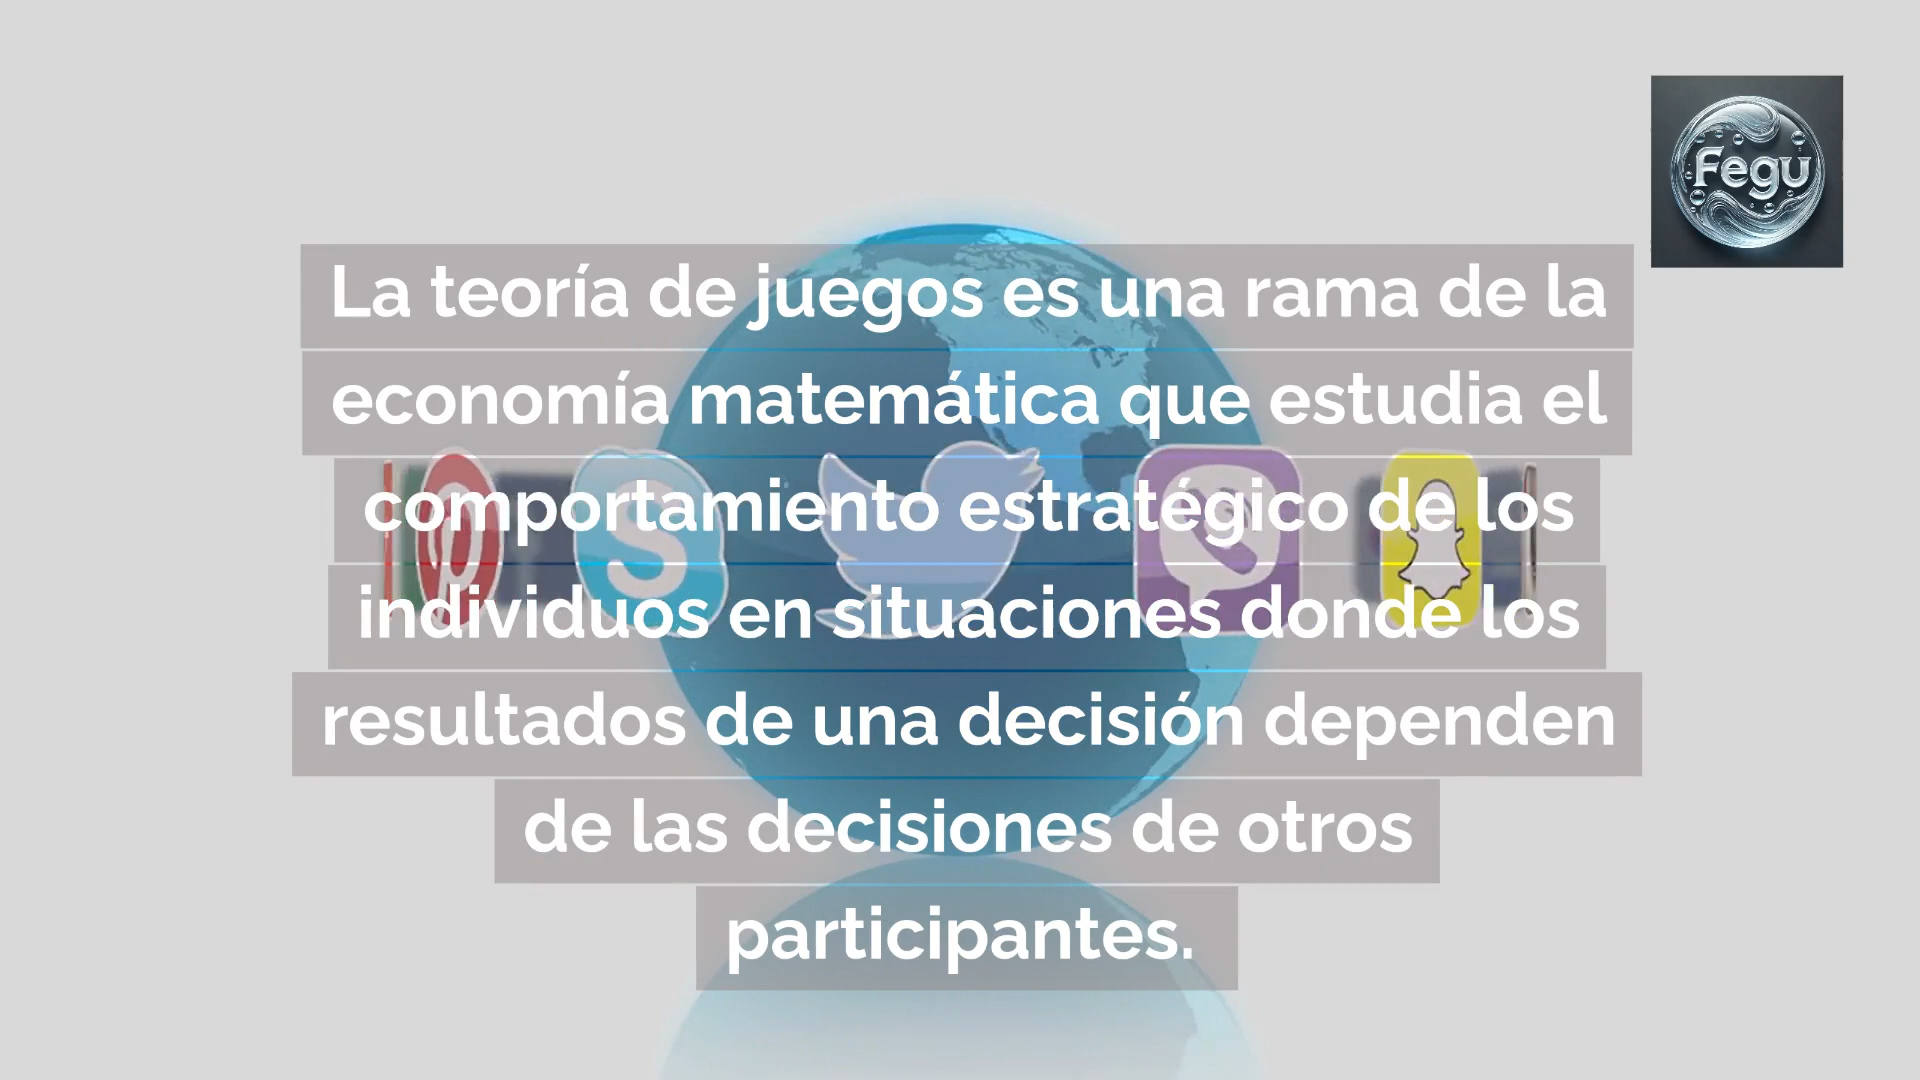 Fegu
La teoría de juegos es una rama de la
economía matemática que estudia el
comportamiento estratégico de los
individuos en situaciones donde los
resultados de una decisión dependen
de las decisiones de otros
participantes.